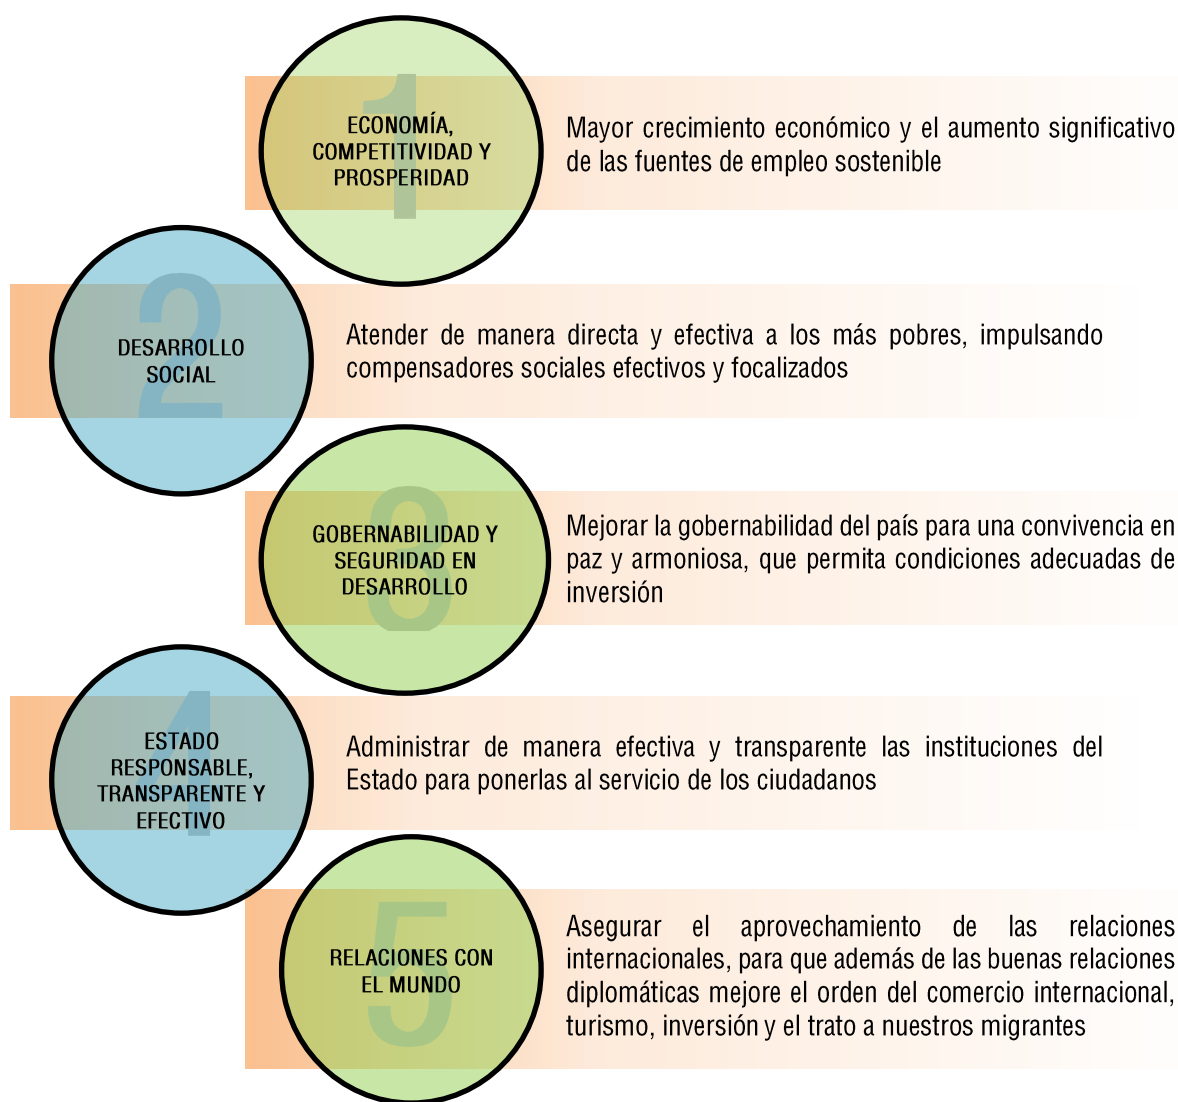 1
ECONOMÍA,
COMPETITIVIDAD Y
PROSPERIDAD
Mayor crecimiento económico y el aumento significativo
de las fuentes de empleo sostenible
2
DESARROLLO
SOCIAL
Atender de manera directa y efectiva a los más pobres, impulsando
compensadores sociales efectivos y focalizados
3
GOBERNABILIDAD Y
SEGURIDAD EN
DESARROLLO
Mejorar la gobernabilidad del país para una convivencia en
paz y armoniosa, que permita condiciones adecuadas de
inversión
4
ESTADO
RESPONSABLE,
TRANSPARENTE Y
EFECTIVO
Administrar de manera efectiva y transparente las instituciones del
Estado para ponerlas al servicio de los ciudadanos
5
RELACIONES CON
EL MUNDO
Asegurar el aprovechamiento de las relaciones
internacionales, para que además de las buenas relaciones
diplomáticas mejore el orden del comercio internacional,
turismo, inversión y el trato a nuestros migrantes